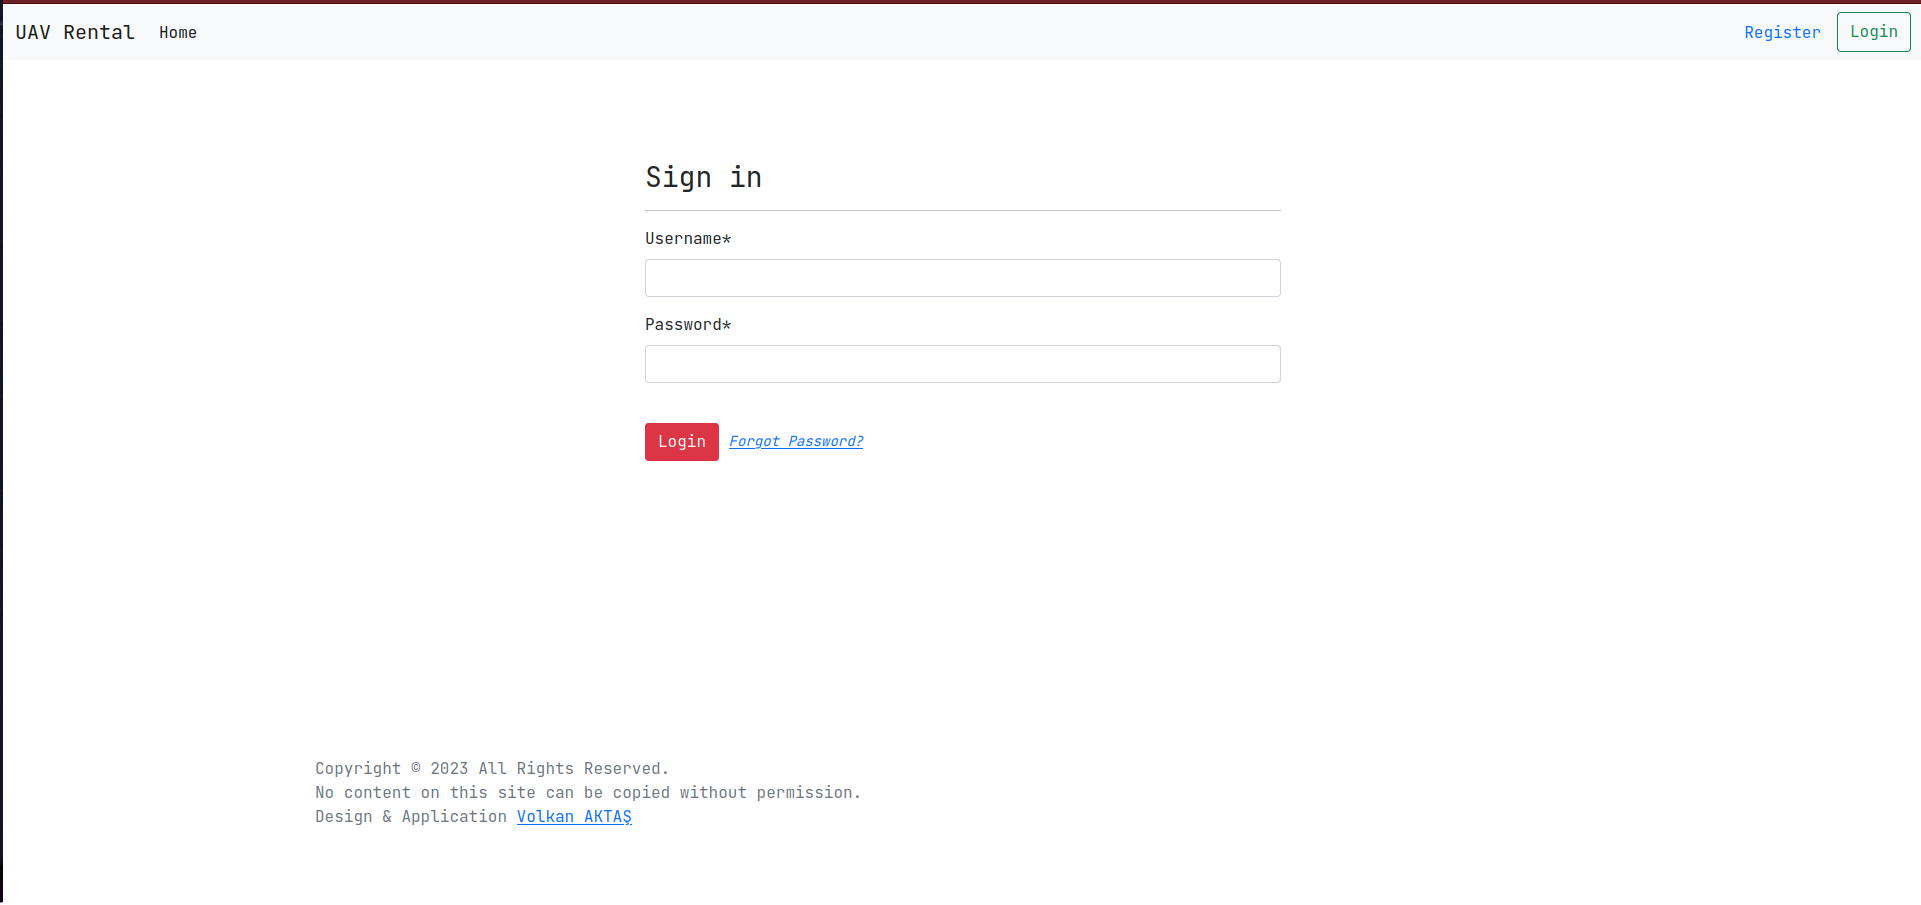 UAV Rental Home Register Login
Sign in
Username*
Password*
Login Forgot Password?
Copyright © 2023 All Rights Reserved.
No content on this site can be copied without permission.
Design & Application Volkan AKTAŞ